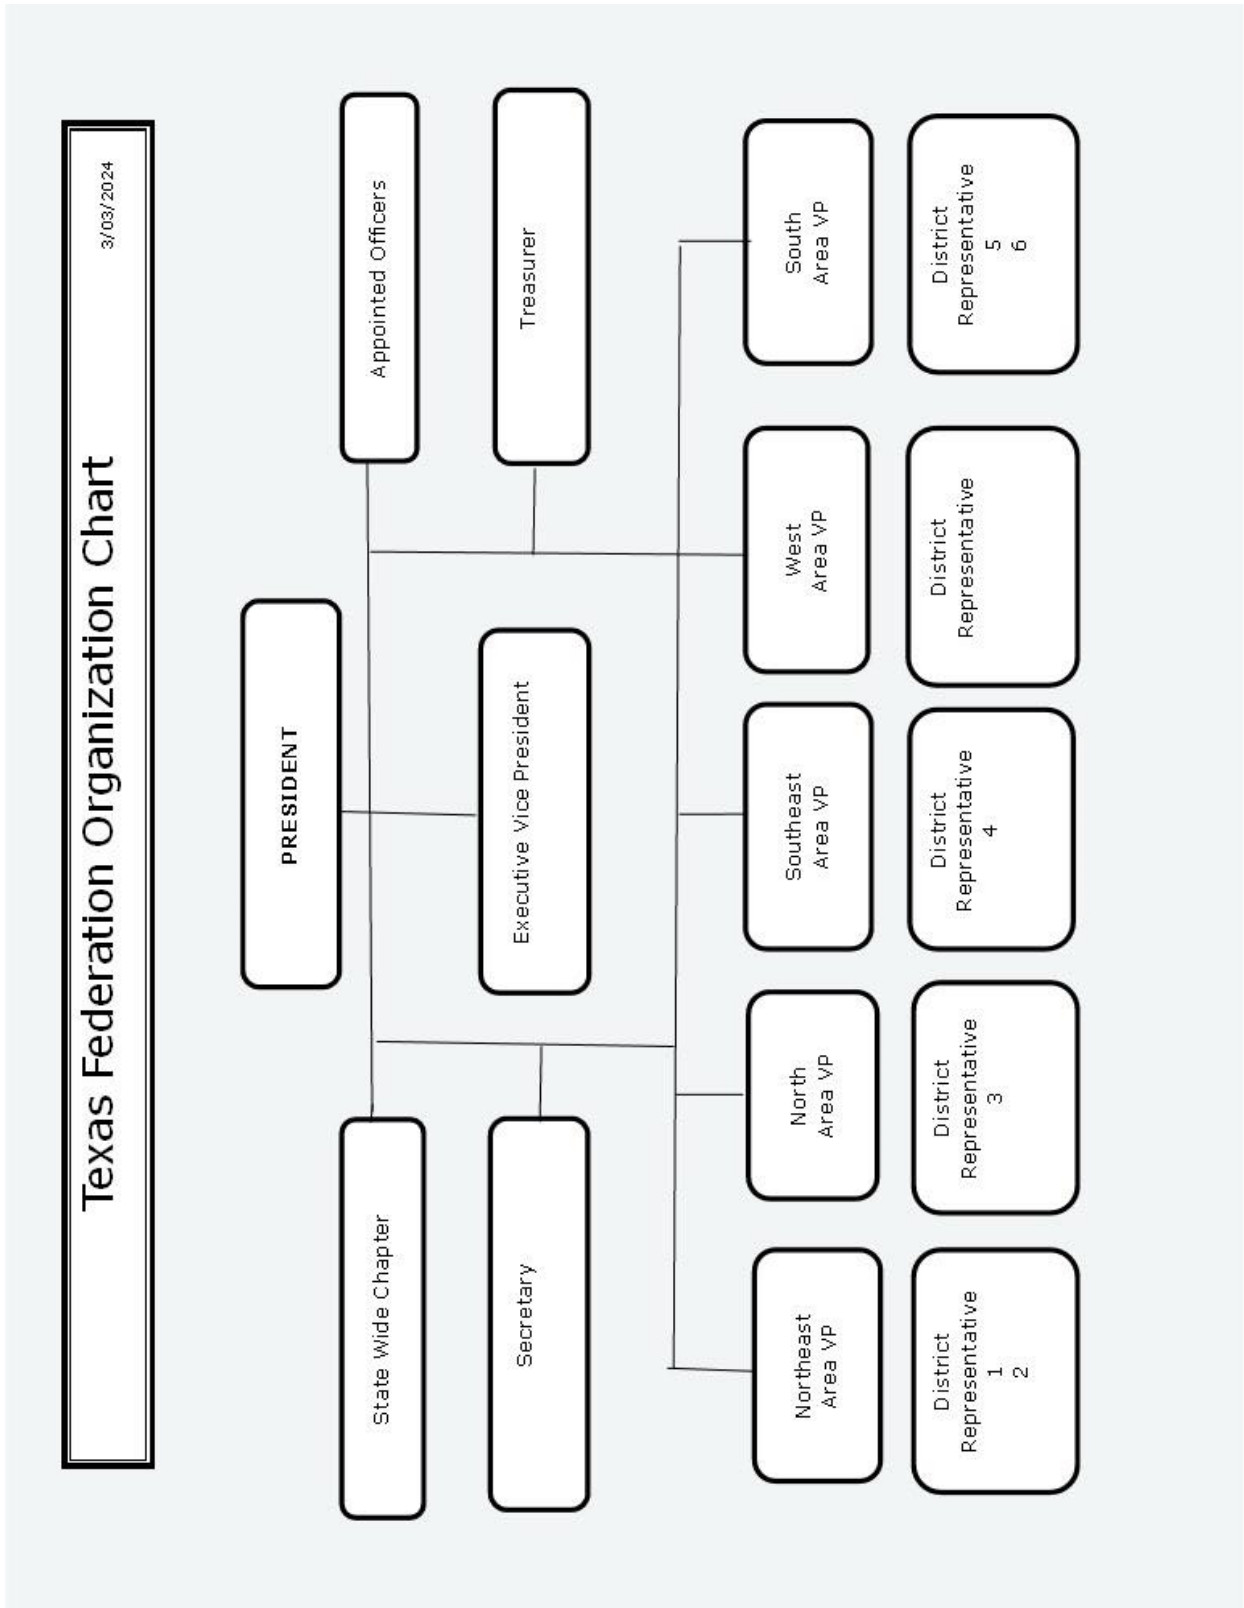 Texas Federation Organization Chart
3/03/2024
PRESIDENT
State Wide Chapter
Appointed Officers
Secretary
Executive Vice President
Treasurer
Northeast
Area VP
North
Area VP
Southeast
Area VP
West
Area VP
South
Area VP
District
Representative
1
2
District
Representative
3
District
Representative
4
District
Representative
District
Representative
5
6